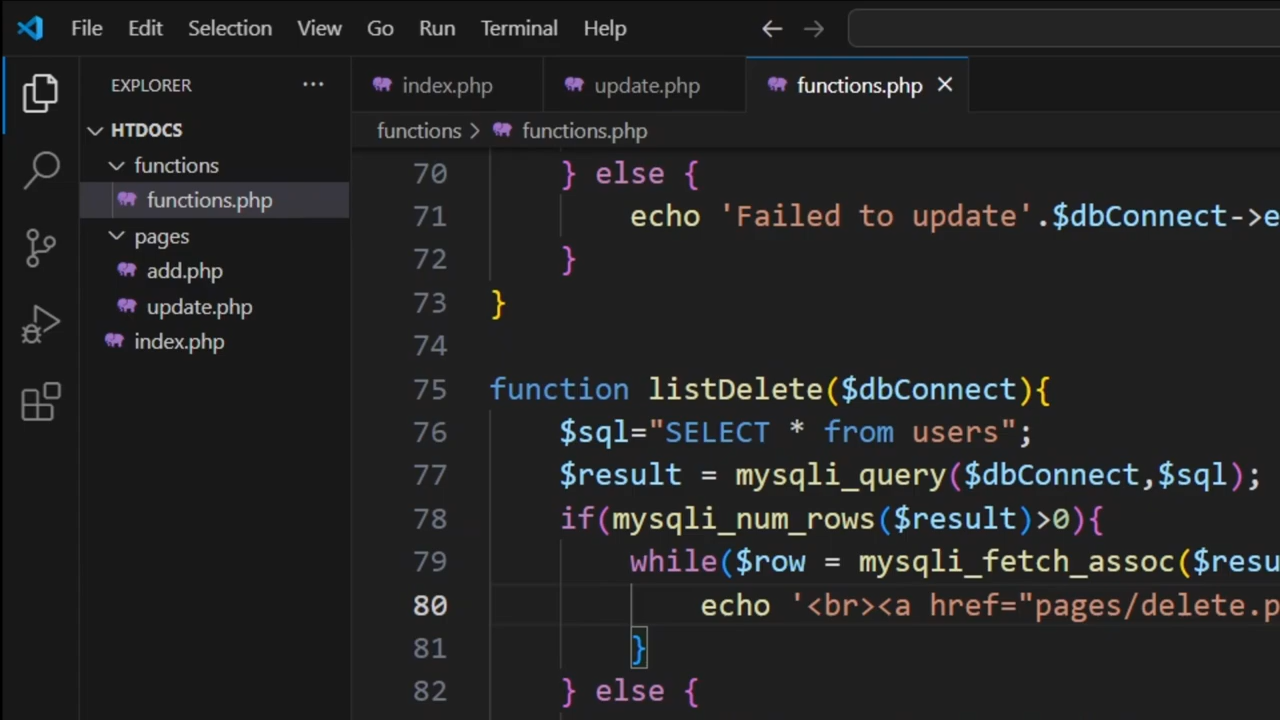 File Edit Selection View Go Run Terminal Help
EXPLORER
HTDOCS
functions
functions.php
pages
add.php
update.php
index.php
index.php update.php functions.php
functions > functions.php
70 } else {
71 echo 'Failed to update'.$dbConnect->e
72 }
73 }
74
75 function listDelete($dbConnect){
76 $sql="SELECT * from users";
77 $result = mysqli_query($dbConnect,$sql);
78 if(mysqli_num_rows($result)>0){
79 while($row = mysqli_fetch_assoc($resu
80 echo '<br><a href="pages/delete.p
81 }
82 } else {